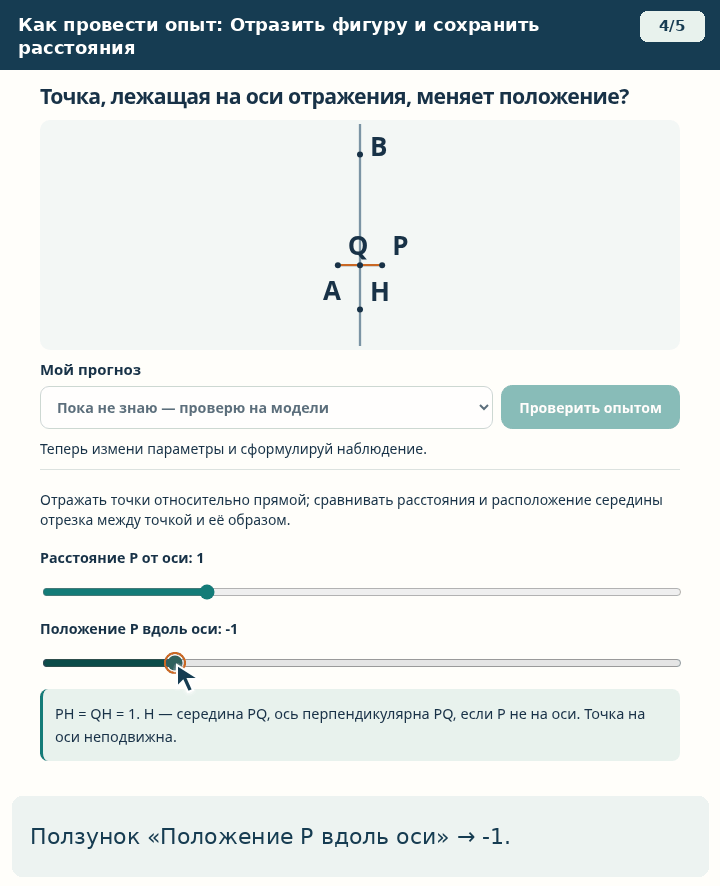 Как провести опыт: Отразить фигуру и сохранить
расстояния
4/5
Точка, лежащая на оси отражения, меняет положение?
B
Q P
A H
Мой прогноз
Пока не знаю — проверю на модели
Проверить опытом
Теперь измени параметры и сформулируй наблюдение.
Отражать точки относительно прямой; сравнивать расстояния и расположение середины
отрезка между точкой и её образом.
Расстояние P от оси: 1
Положение P вдоль оси: -1
PH = QH = 1. H — середина PQ, ось перпендикулярна PQ, если P не на оси. Точка на
оси неподвижна.
Ползунок «Положение P вдоль оси» → -1.